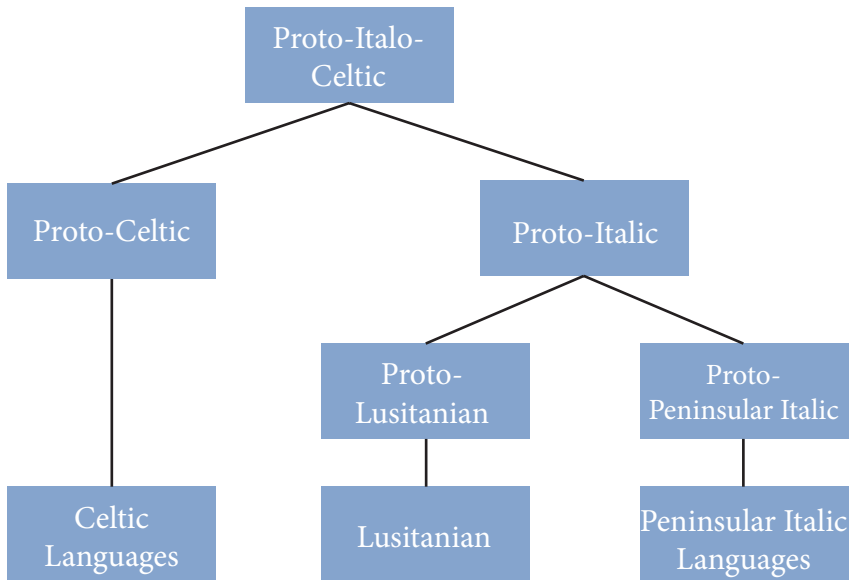 Proto-Italo-
Celtic
Proto-Celtic
Proto-Italic
Proto-
Lusitanian
Proto-
Peninsular Italic
Celtic
Languages
Lusitanian
Peninsular Italic
Languages